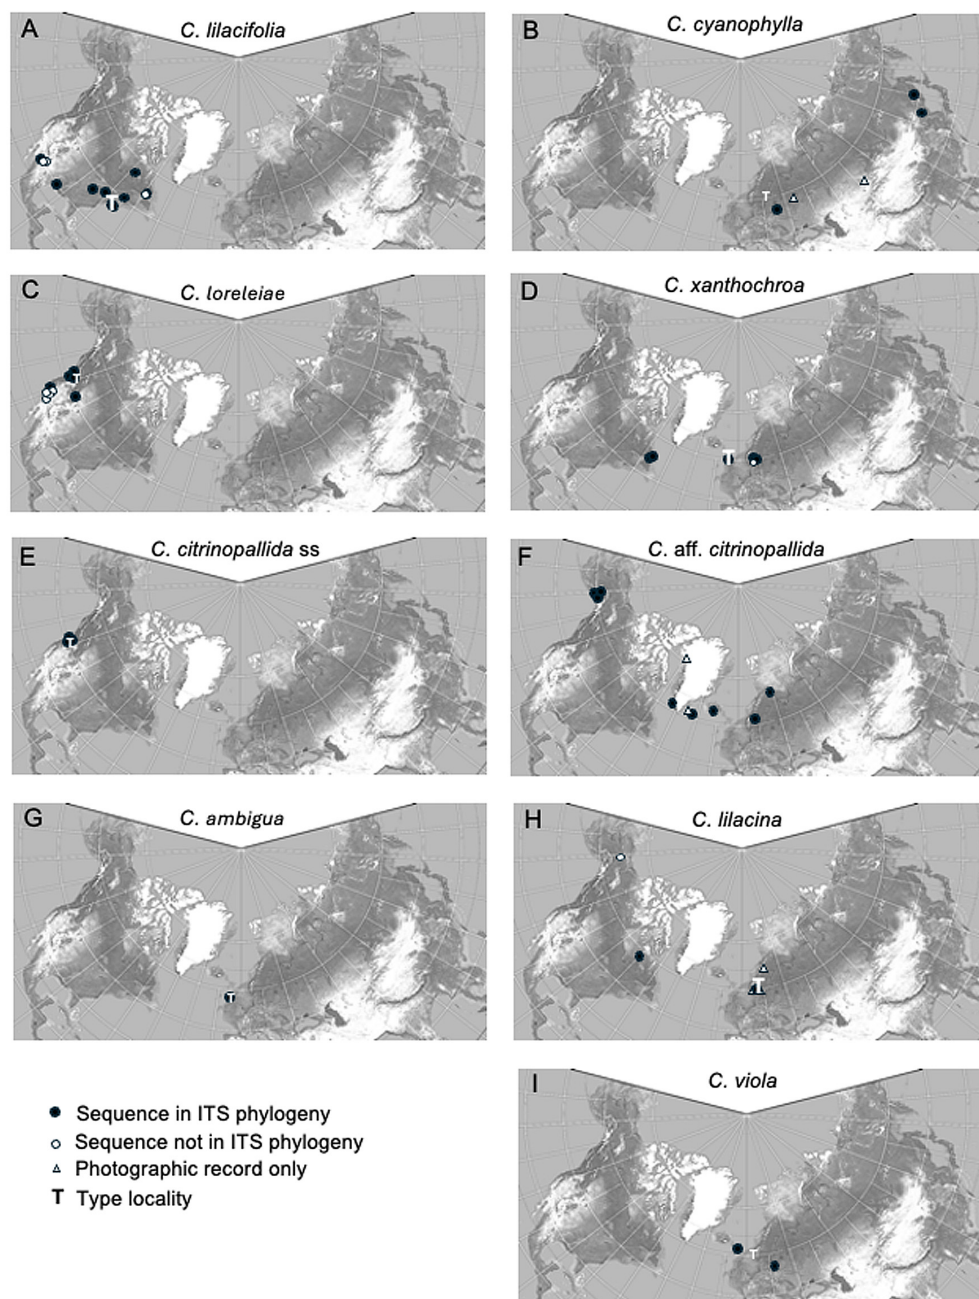 A C. lilacifolia
B C. cyanophylla
T
T
C C. loreleiae
D C. xanthochroa
T
T
E C. citrinopallida ss
F C. aff. citrinopallida
T
G C. ambigua
H C. lilacina
T
T
I C. viola
Sequence in ITS phylogeny
Sequence not in ITS phylogeny
Photographic record only
T Type locality
T